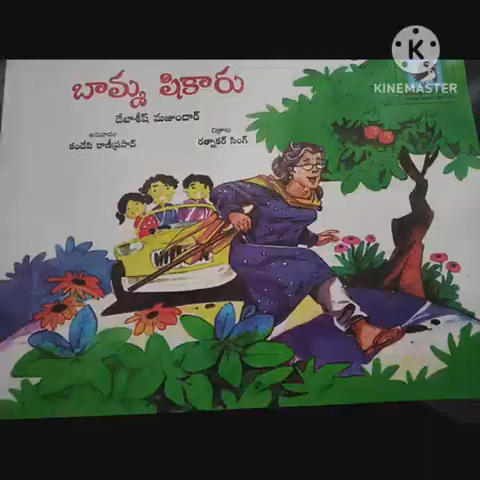 బామ్మ షికారు
దేబాశీష్ మజుందార్
అనువాదం
కంచేపి రాణీప్రసాద్
చిత్రాలు
రత్నాకర్ సింగ్
K
KINEMASTER